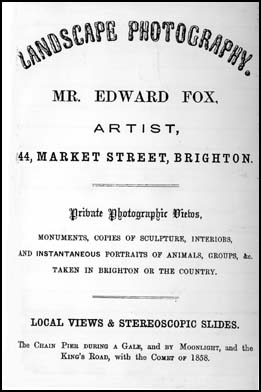 LANDSCAPE PHOTOGRAPHY.
MR. EDWARD FOX,
ARTIST,
44, MARKET STREET, BRIGHTON.
Private Photographic Views,
MONUMENTS, COPIES OF SCULPTURE, INTERIORS,
AND INSTANTANEOUS PORTRAITS OF ANIMALS, GROUPS, &c.
TAKEN IN BRIGHTON OR THE COUNTRY.
LOCAL VIEWS & STEREOSCOPIC SLIDES.
The Chain Pier during a Gale, and by Moonlight, and the
King's Road, with the Comet of 1858.